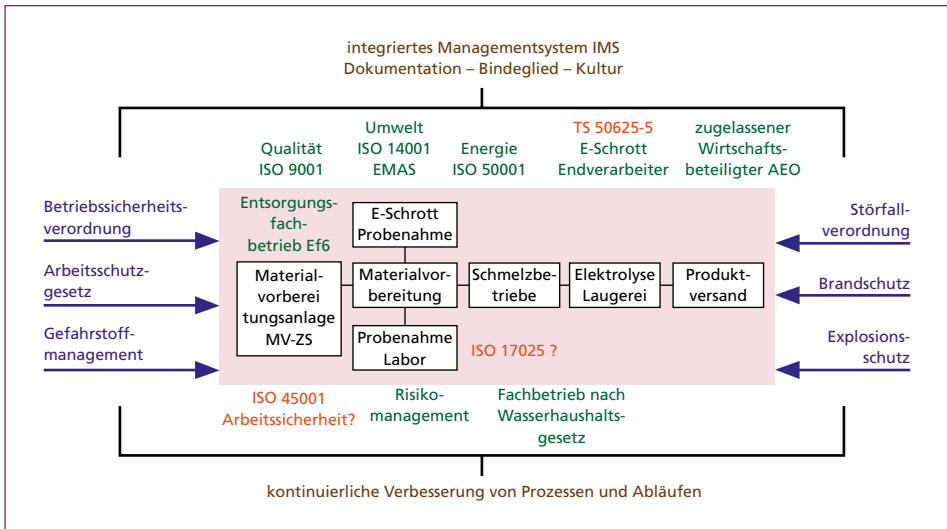 integriertes Managementsystem IMS
Dokumentation – Bindeglied – Kultur
Qualität
ISO 9001
Umwelt
ISO 14001
EMAS
Energie
ISO 50001
TS 50625-5
E-Schrott
Endverarbeiter
zugelassener
Wirtschafts-
beteiligter AEO
Betriebssicherheits-
verordnung
Arbeitsschutz-
gesetz
Gefahrstoff-
management
Entsorgungs-
fach-
betrieb Ef6
E-Schrott
Probenahme
Material-
vorberei
tungsanlage
MV-ZS
Materialvor-
bereitung
Schmelzbe-
triebe
Elektrolyse
Laugerei
Produkt-
versand
Probenahme
Labor
ISO 17025 ?
Störfall-
verordnung
Brandschutz
Explosions-
schutz
ISO 45001
Arbeitssicherheit?
Risiko-
management
Fachbetrieb nach
Wasserhaushalts-
gesetz
kontinuierliche Verbesserung von Prozessen und Abläufen